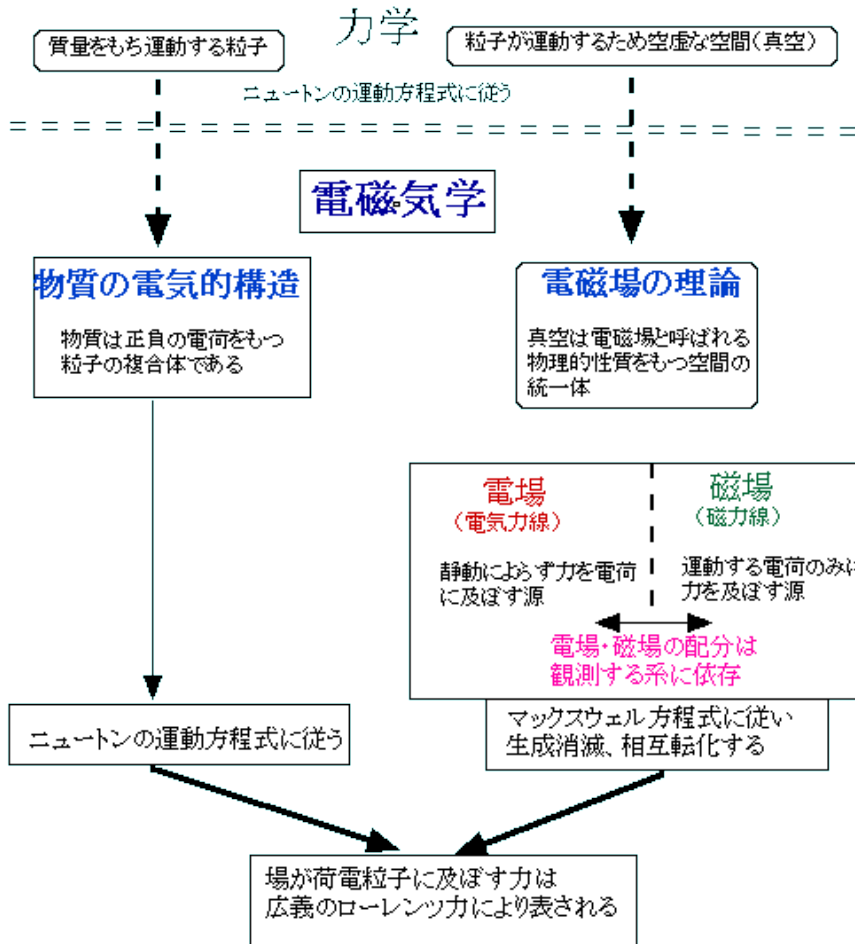 力学
質量をもち運動する粒子
粒子が運動するため空虚な空間(真空)
ニュートンの運動方程式に従う
電磁気学
物質の電気的構造
物質は正負の電荷をもつ
粒子の複合体である
電磁場の理論
真空は電磁場と呼ばれる
物理的性質をもつ空間の
統一体
電場
(電気力線)
静動によらず力を電荷
に及ぼす源
磁場
(磁力線)
運動する電荷のみに
力を及ぼす源
電場・磁場の配分は
観測する系に依存
ニュートンの運動方程式に従う
マックスウェル方程式に従い
生成消滅、相互転化する
場が荷電粒子に及ぼす力は
広義のローレンツ力により表される